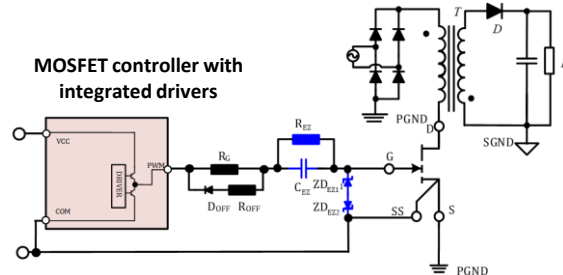 MOSFET controller with
integrated drivers
VCC
DRIVER
PWM
COM
RG
DOFF ROFF
REZ
CEZ
ZDEZ1
ZDEZ2
G
SS
S
D
PGND
T
D
SGND
PGND